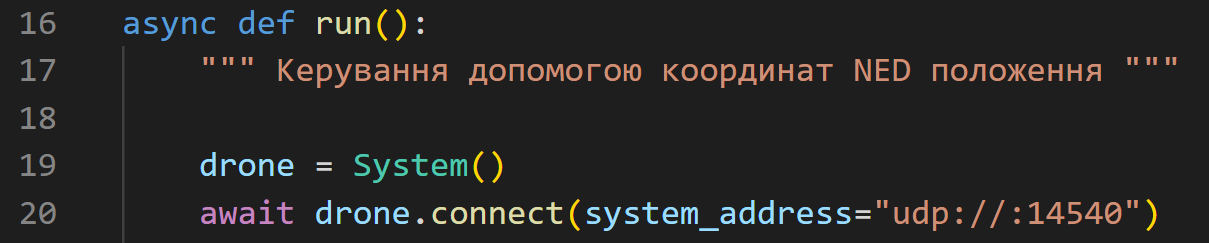 16 async def run():
17 """ Керування допомогою координат NED положення """
18
19 drone = System()
20 await drone.connect(system_address="udp://:14540")